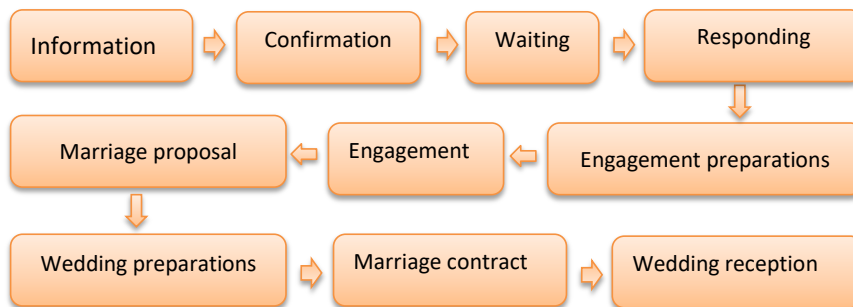 Information
Confirmation
Waiting
Responding
Engagement preparations
Engagement
Marriage proposal
Wedding preparations
Marriage contract
Wedding reception